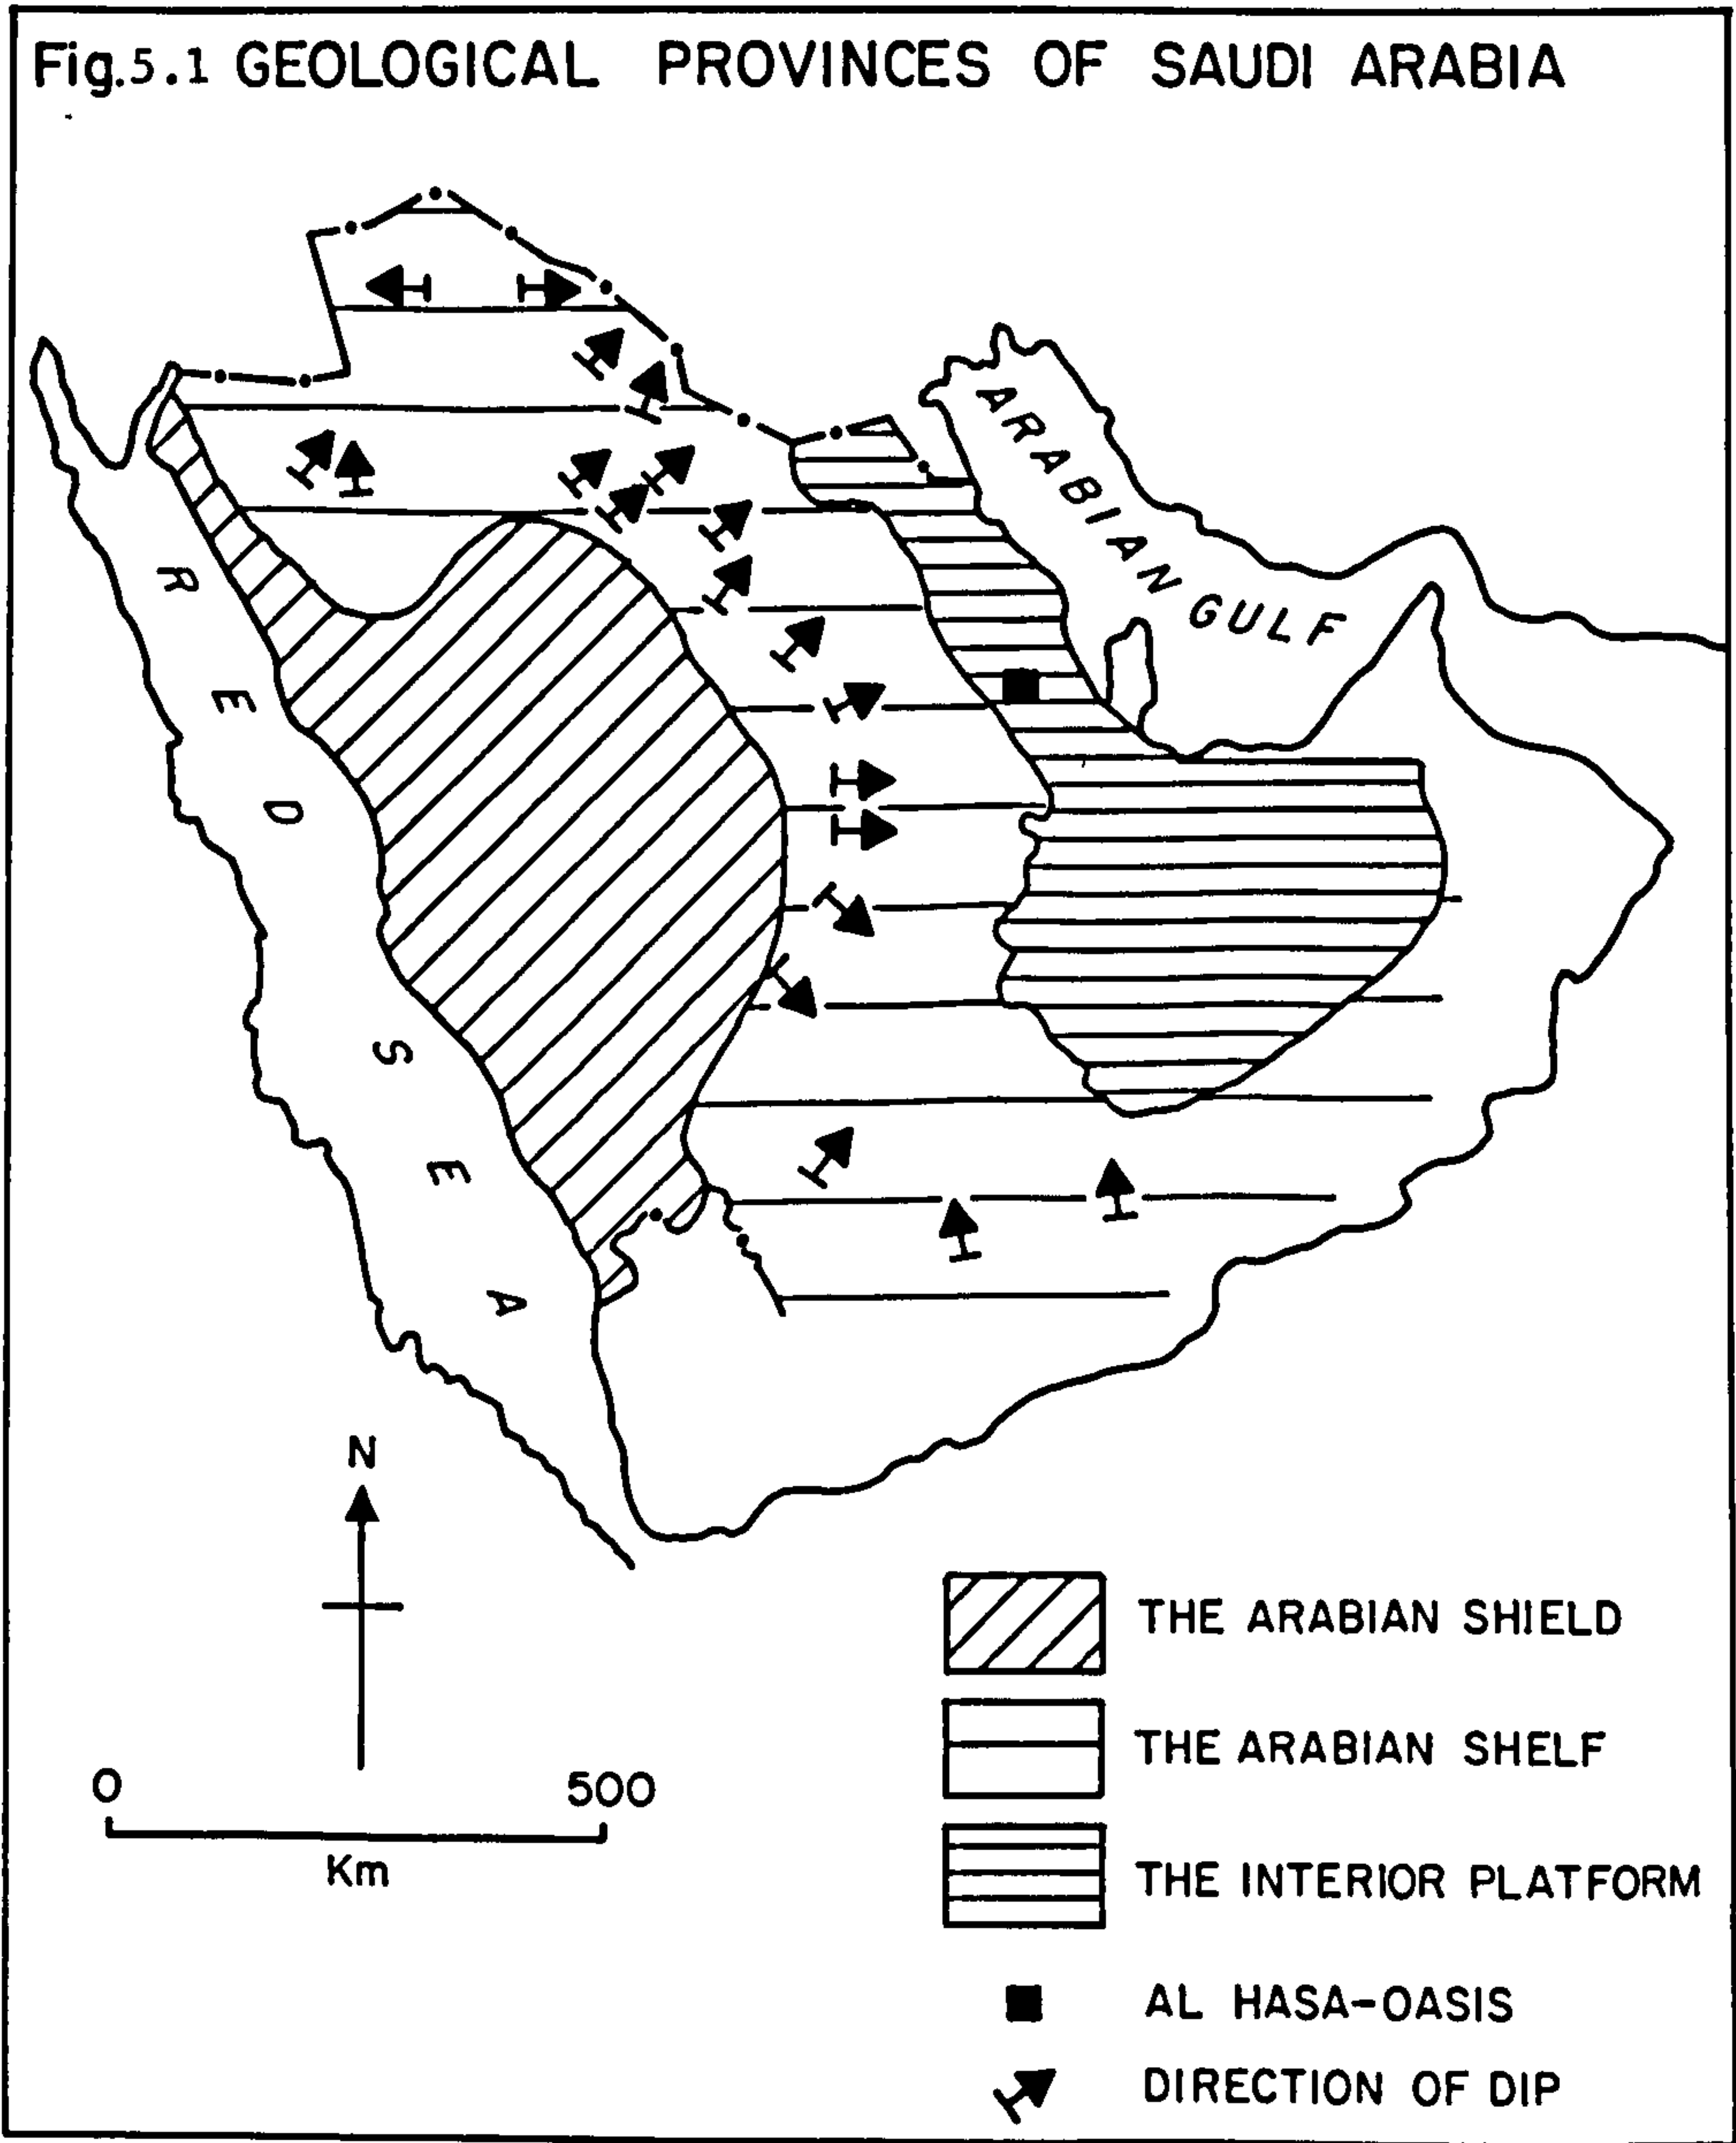 Fig.5.1 GEOLOGICAL PROVINCES OF SAUDI ARABIA
ARABIAN GULF
RED SEA
N
0 500
Km
THE ARABIAN SHIELD
THE ARABIAN SHELF
THE INTERIOR PLATFORM
AL HASA-OASIS
DIRECTION OF DIP